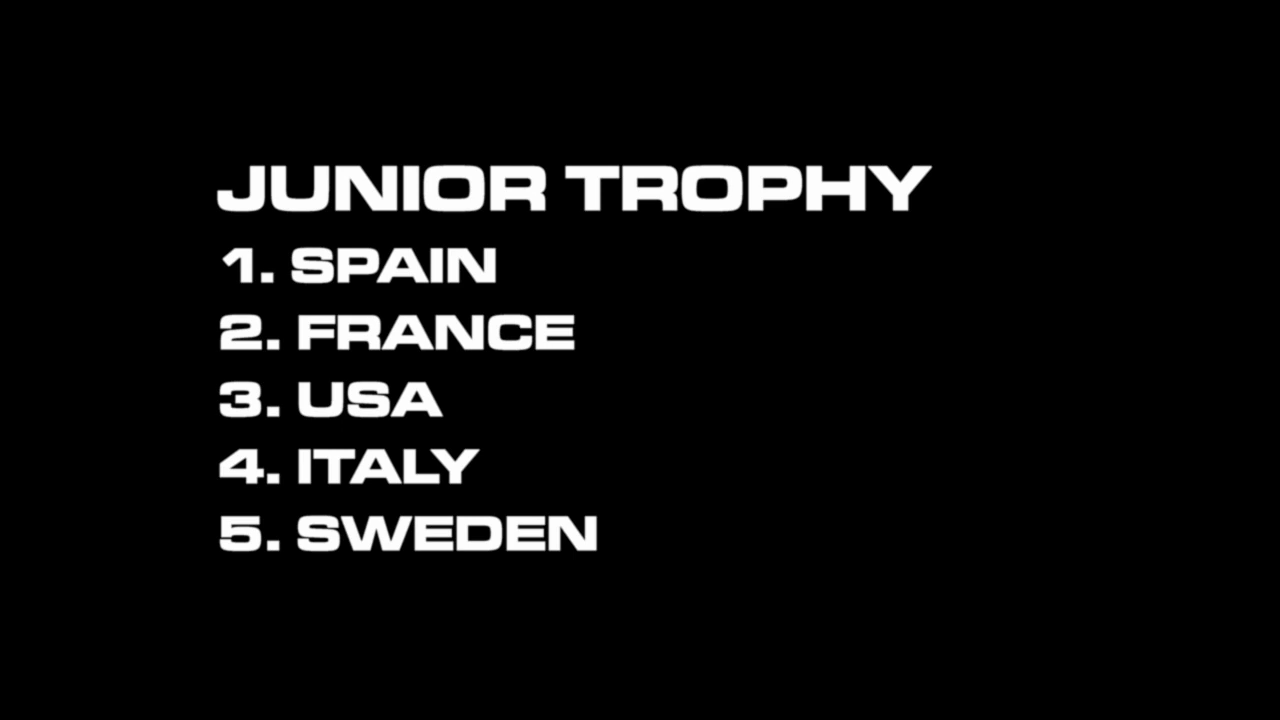 JUNIOR TROPHY
1. SPAIN
2. FRANCE
3. USA
4. ITALY
5. SWEDEN